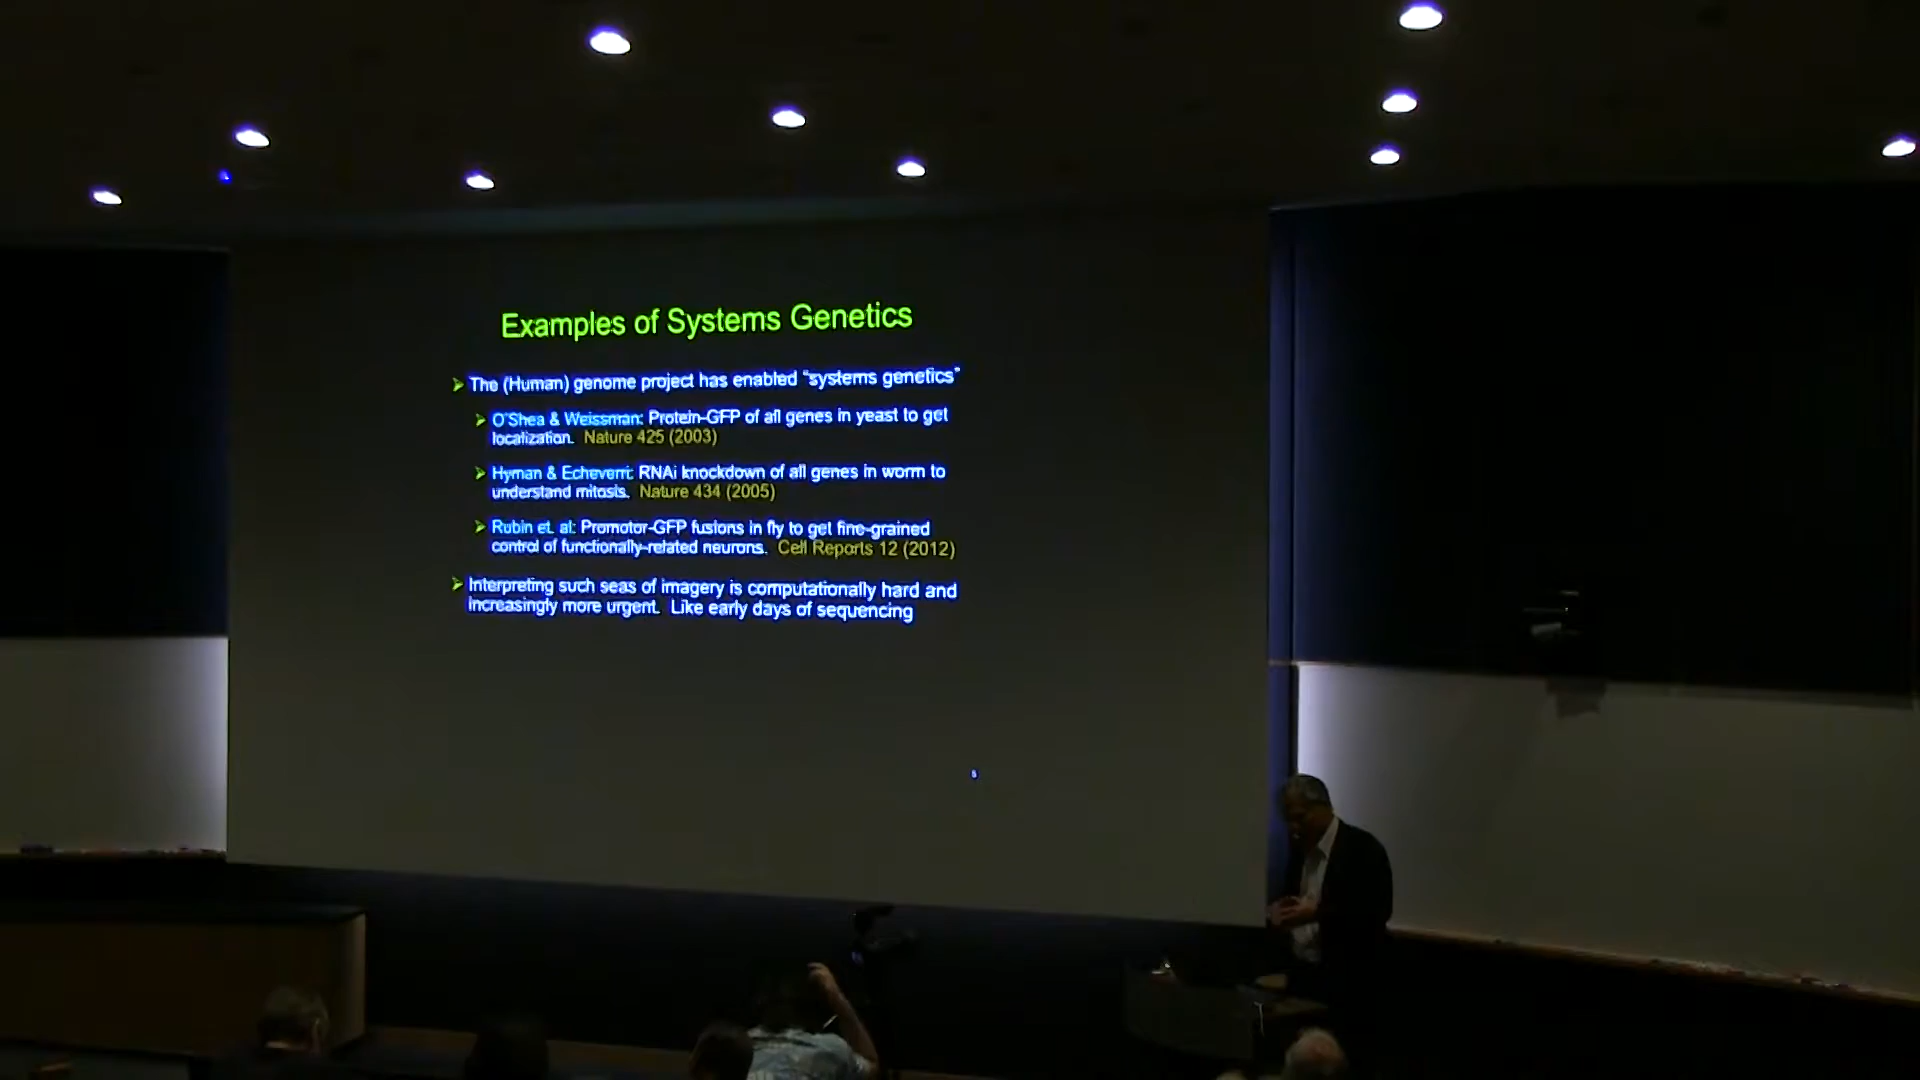 Examples of Systems Genetics
➤ The (Human) genome project has enabled "systems genetics"
➤ O'Shea & Weissman: Protein-GFP of all genes in yeast to get
localization. Nature 425 (2003)
➤ Hyman & Echeverri: RNAi knockdown of all genes in worm to
understand mitosis. Nature 434 (2005)
➤ Rubin et. al: Promotor-GFP fusions in fly to get fine-grained
control of functionally-related neurons. Cell Reports 12 (2012)
➤ Interpreting such seas of imagery is computationally hard and
increasingly more urgent. Like early days of sequencing